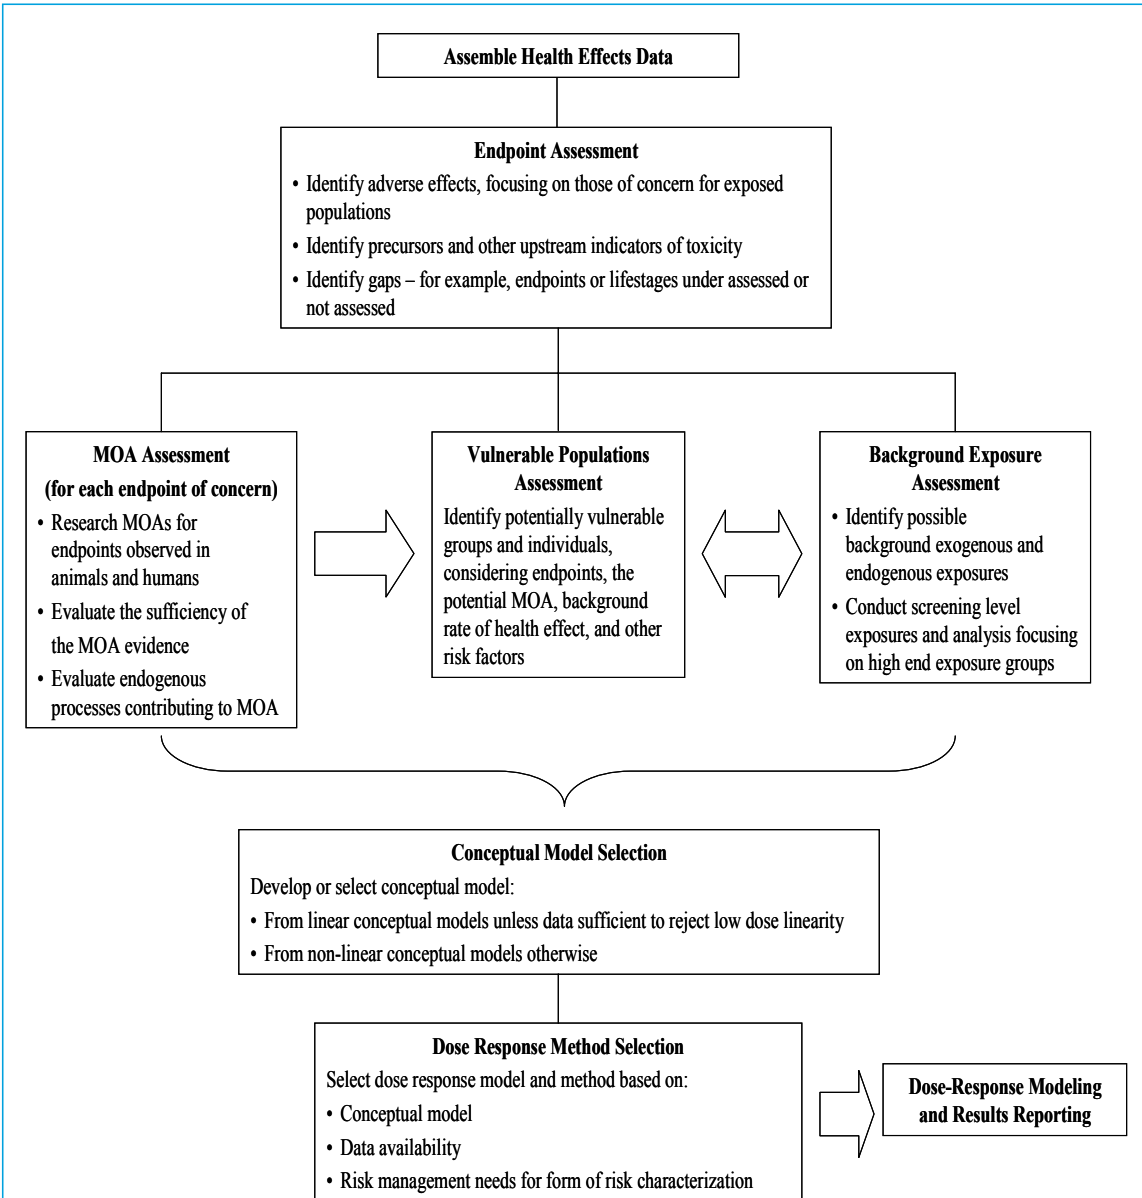 Assemble Health Effects Data
Endpoint Assessment
• Identify adverse effects, focusing on those of concern for exposed
populations
• Identify precursors and other upstream indicators of toxicity
• Identify gaps – for example, endpoints or lifestages under assessed or
not assessed
MOA Assessment
(for each endpoint of concern)
• Research MOAs for
endpoints observed in
animals and humans
• Evaluate the sufficiency of
the MOA evidence
• Evaluate endogenous
processes contributing to MOA
Vulnerable Populations
Assessment
Identify potentially vulnerable
groups and individuals,
considering endpoints, the
potential MOA, background
rate of health effect, and other
risk factors
Background Exposure
Assessment
• Identify possible
background exogenous and
endogenous exposures
• Conduct screening level
exposures and analysis focusing
on high end exposure groups
Conceptual Model Selection
Develop or select conceptual model:
• From linear conceptual models unless data sufficient to reject low dose linearity
• From non-linear conceptual models otherwise
Dose Response Method Selection
Select dose response model and method based on:
• Conceptual model
• Data availability
• Risk management needs for form of risk characterization
Dose-Response Modeling
and Results Reporting